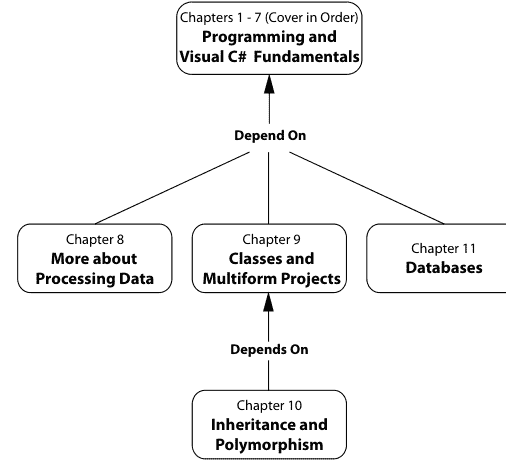 Chapters 1 - 7 (Cover in Order)
Programming and
Visual C# Fundamentals
Depend On
Chapter 8
More about
Processing Data
Chapter 9
Classes and
Multiform Projects
Chapter 11
Databases
Depends On
Chapter 10
Inheritance and
Polymorphism